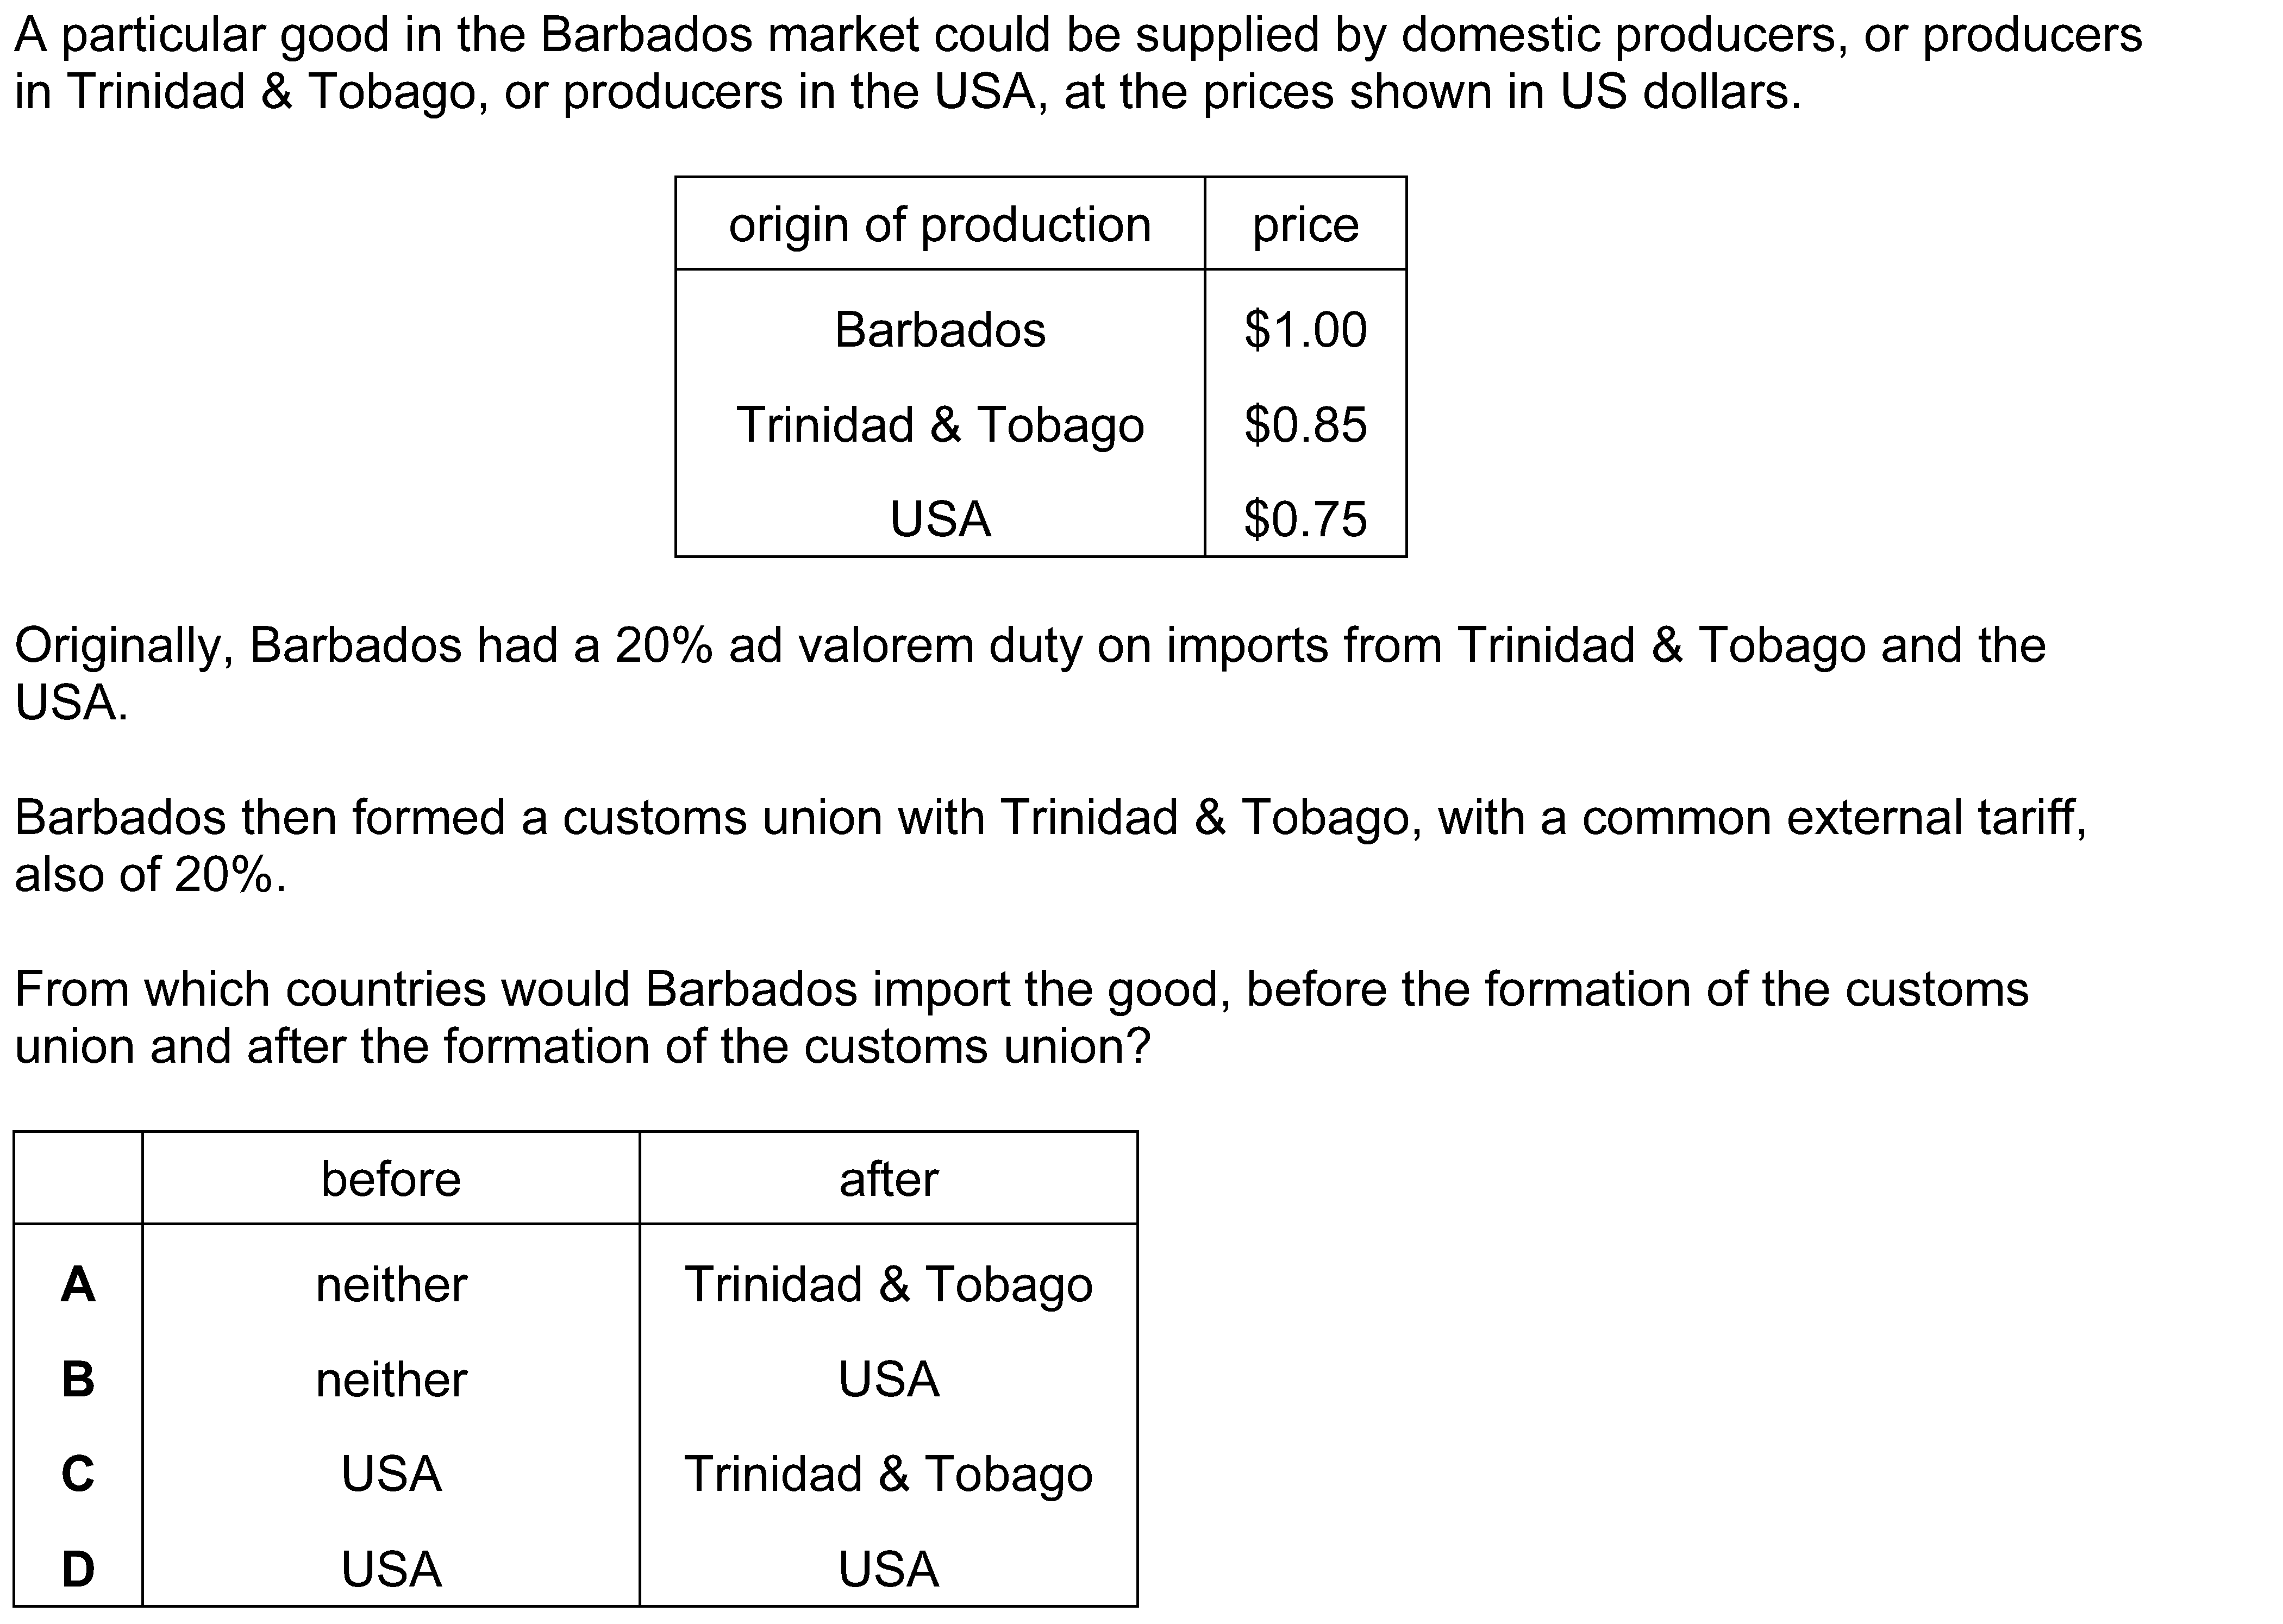 A particular good in the Barbados market could be supplied by domestic producers, or producers
in Trinidad & Tobago, or producers in the USA, at the prices shown in US dollars.
origin of production price
Barbados $1.00
Trinidad & Tobago $0.85
USA $0.75
Originally, Barbados had a 20% ad valorem duty on imports from Trinidad & Tobago and the
USA.
Barbados then formed a customs union with Trinidad & Tobago, with a common external tariff,
also of 20%.
From which countries would Barbados import the good, before the formation of the customs
union and after the formation of the customs union?
before after
A neither Trinidad & Tobago
B neither USA
C USA Trinidad & Tobago
D USA USA